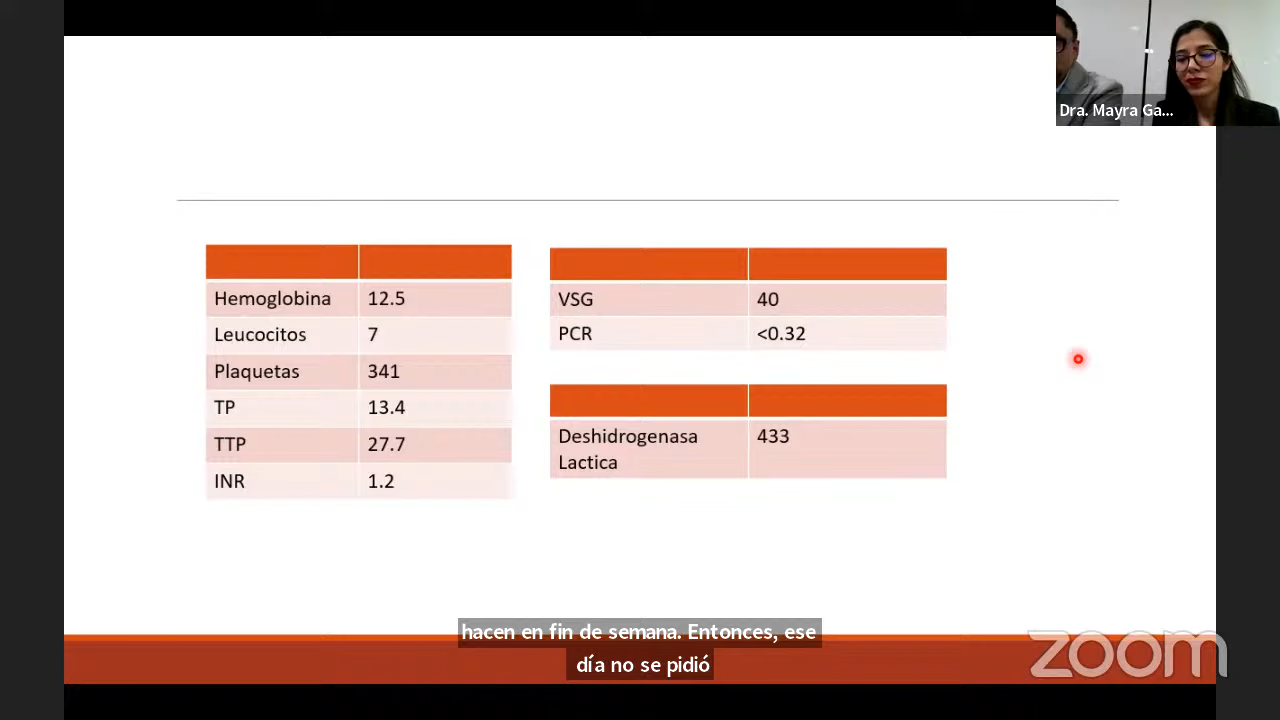 Dra. Mayra Ga...
Hemoglobina 12.5
Leucocitos 7
Plaquetas 341
TP 13.4
TTP 27.7
INR 1.2
VSG 40
PCR <0.32
Deshidrogenasa 433
Lactica
hacen en fin de semana. Entonces, ese
día no se pidió
zoom